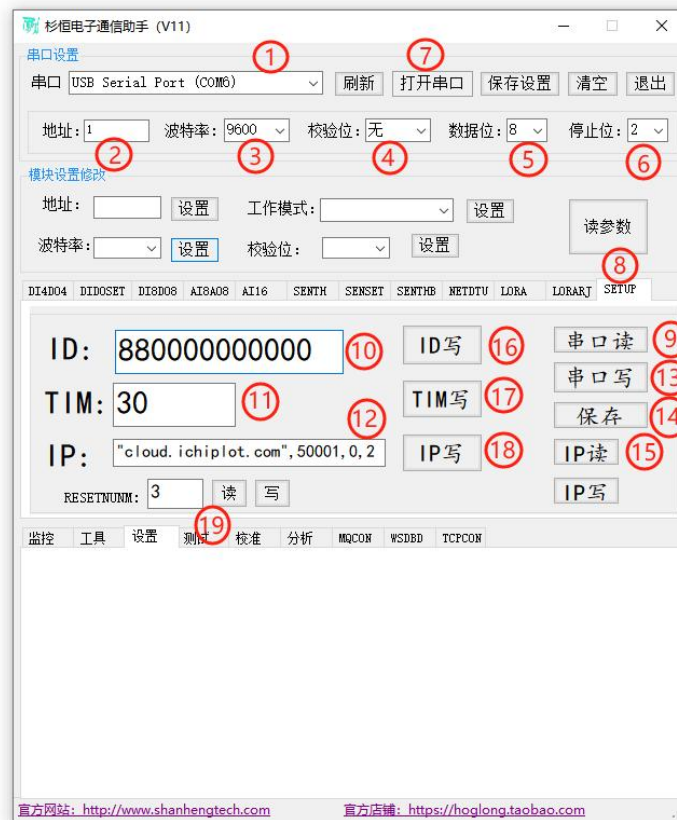 杉恒电子通信助手 (V11)
串口设置
① ⑦
串口 USB Serial Port (COM6) 刷新 打开串口 保存设置 清空 退出
地址: 1 波特率: 9600 校验位: 无 数据位: 8 停止位: 2
② ③ ④ ⑤ ⑥
模块设置修改
地址: 设置 工作模式: 设置 读参数
波特率: 设置 校验位: 设置
⑧
DI4DO4 DIDOSET DI8DO8 AI8AO8 AI16 SENTH SENSET SENTHB NETDTU LORA LORARJ SETUP
ID: 880000000000 ⑩ ID写 ⑯ 串口读 ⑨
串口写 ⑬
TIM: 30 ⑪ TIM写 ⑰ 保存 ⑭
⑫
IP: "cloud.ichiplot.com",50001,0,2 IP写 ⑱ IP读 ⑮
RESETNUNM: 3 读 写 IP写
⑲
监控 工具 设置 测试 校准 分析 MQCON WSDBD TCPCON
官方网站: http://www.shanhengtech.com 官方店铺: https://hoglong.taobao.com